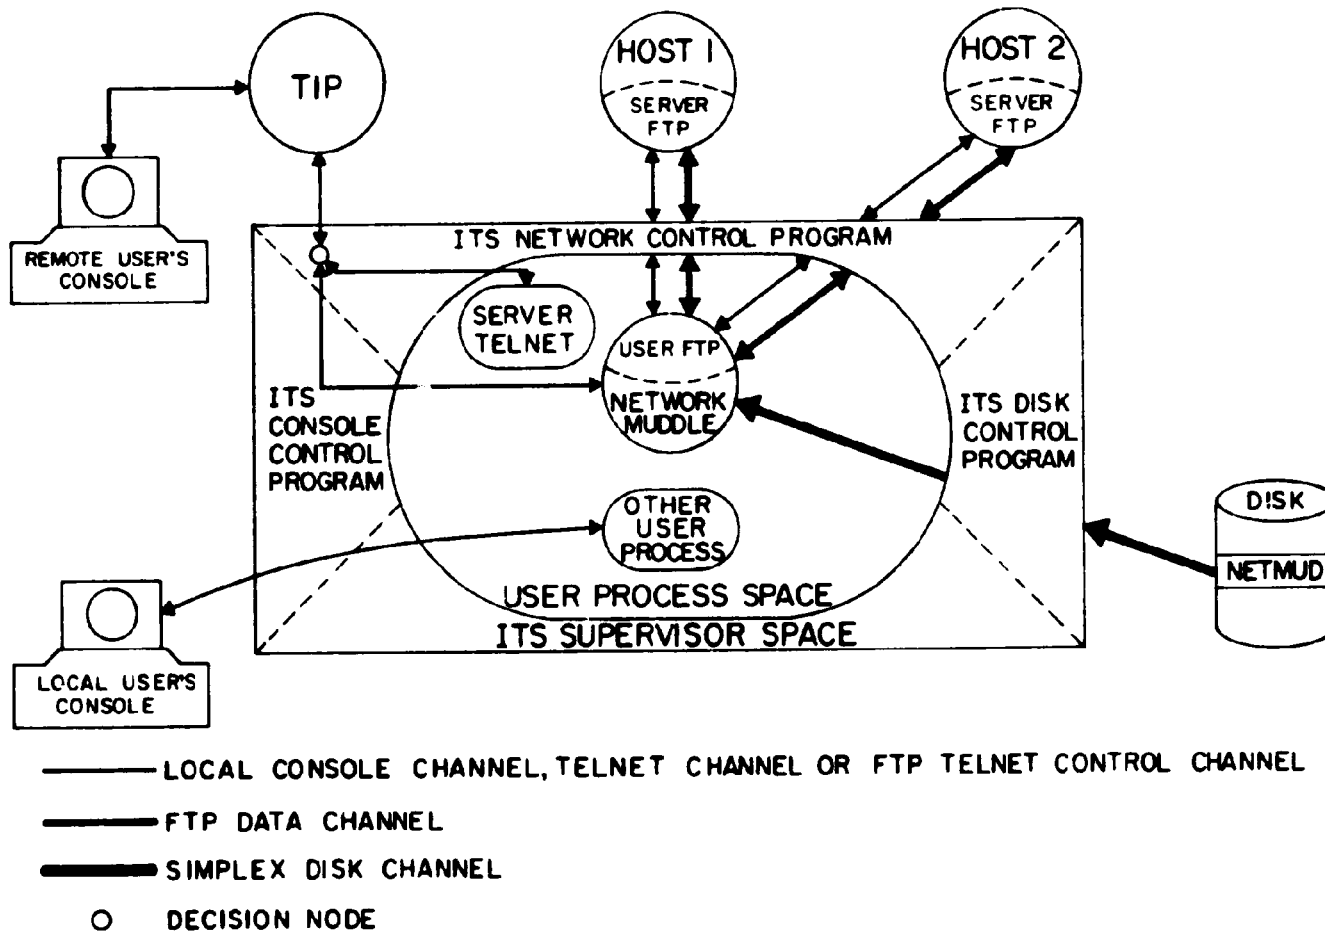 TIP
HOST 1
SERVER
FTP
HOST 2
SERVER
FTP
REMOTE USER'S
CONSOLE
ITS NETWORK CONTROL PROGRAM
SERVER
TELNET
USER FTP
NETWORK
MUDDLE
ITS
CONSOLE
CONTROL
PROGRAM
ITS DISK
CONTROL
PROGRAM
OTHER
USER
PROCESS
DISK
NETMUD
USER PROCESS SPACE
ITS SUPERVISOR SPACE
LOCAL USER'S
CONSOLE
LOCAL CONSOLE CHANNEL, TELNET CHANNEL OR FTP TELNET CONTROL CHANNEL
FTP DATA CHANNEL
SIMPLEX DISK CHANNEL
DECISION NODE